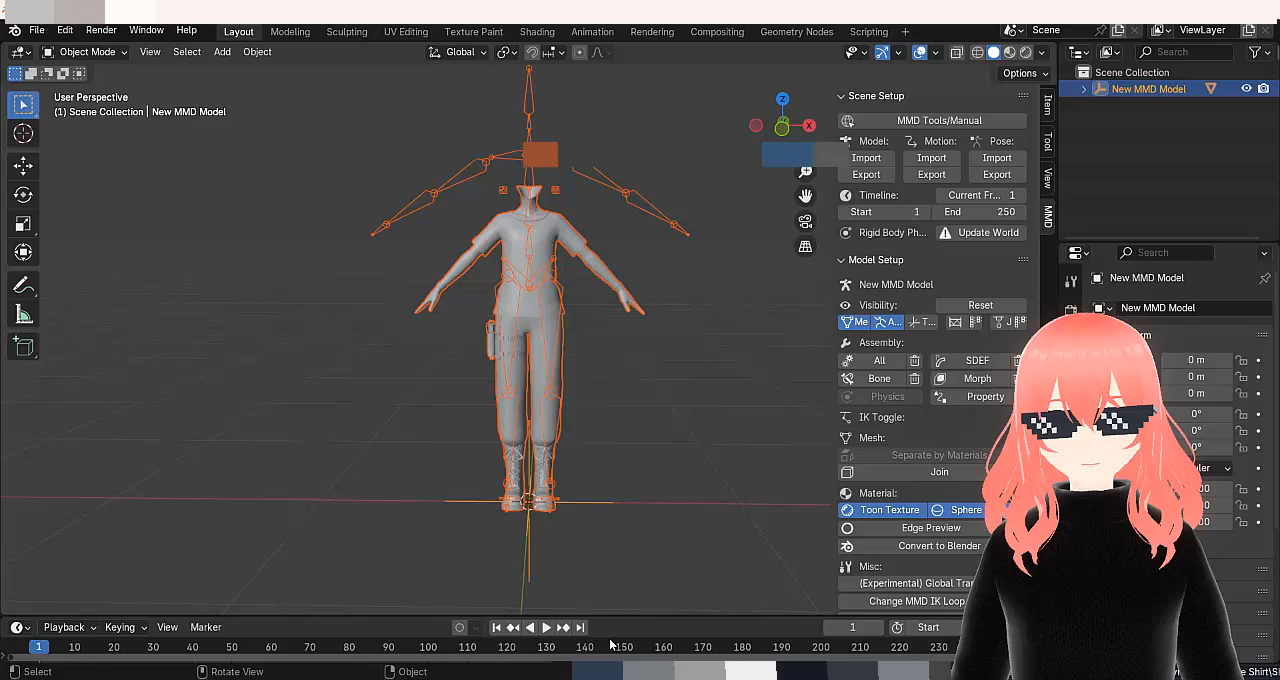 File Edit Render Window Help Layout Modeling Sculpting UV Editing Texture Paint Shading Animation Rendering Compositing Geometry Nodes Scripting + Scene ViewLayer
Object Mode View Select Add Object Global Search
Options
User Perspective
(1) Scene Collection | New MMD Model
Scene Collection
New MMD Model
Item
Tool
View
MMD
Z
X
Scene Setup
MMD Tools/Manual
Model: Motion: Pose:
Import Import Import
Export Export Export
Timeline: Current Fr... 1
Start 1 End 250
Rigid Body Ph... Update World
Model Setup
New MMD Model
Visibility: Reset
Me A... T... J
Assembly:
All SDEF
Bone Morph
Physics Property
IK Toggle:
Mesh:
Separate by Materials
Join
Material:
Toon Texture Sphere
Edge Preview
Convert to Blender
Misc:
(Experimental) Global Tra
Change MMD IK Loop
Search
New MMD Model
New MMD Model
0 m
0 m
0 m
0°
0°
0°
Playback Keying View Marker 1 Start
1 10 20 30 40 50 60 70 80 90 100 110 120 130 140 150 160 170 180 190 200 210 220 230
Select Rotate View Object